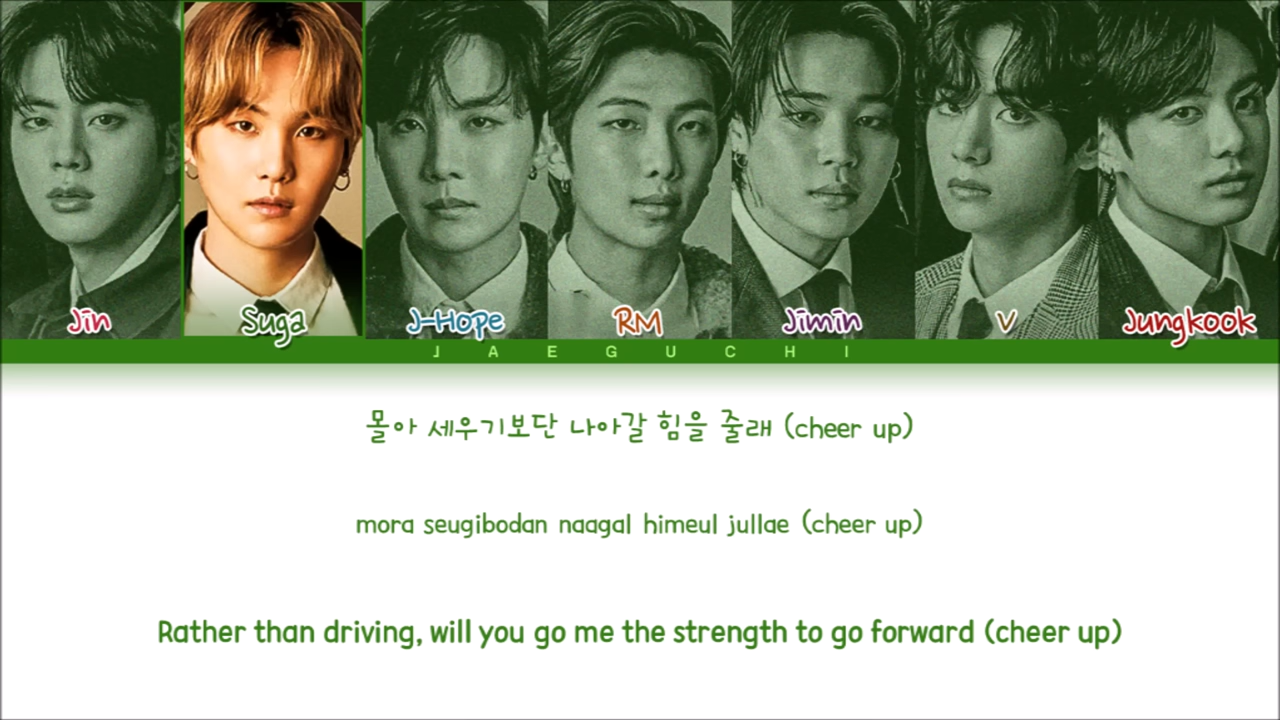 Jin Suga J-Hope RM Jimin V Jungkook
JAEGUCHI
몰아 세우기보단 나아갈 힘을 줄래 (cheer up)
mora seugibodan naagal himeul jullae (cheer up)
Rather than driving, will you go me the strength to go forward (cheer up)